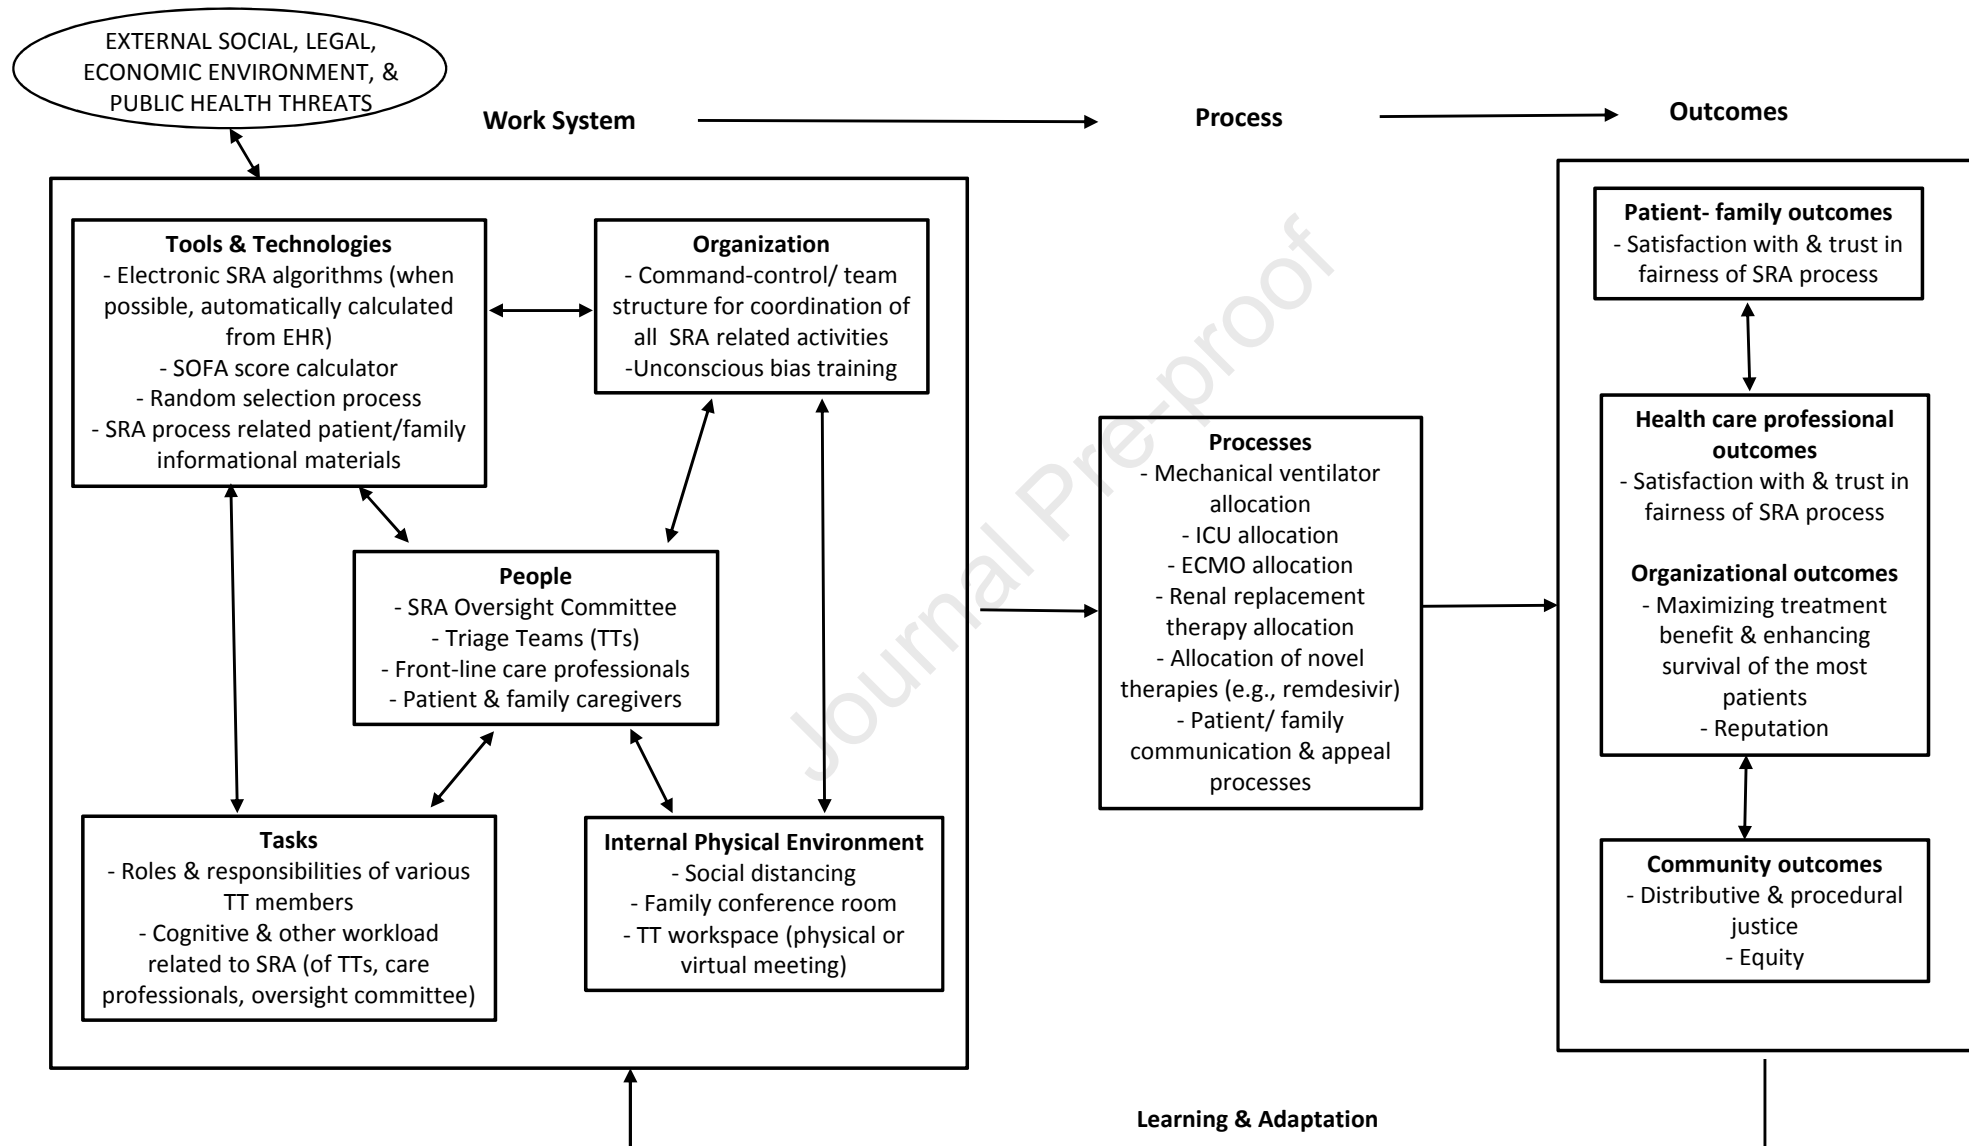 EXTERNAL SOCIAL, LEGAL,
ECONOMIC ENVIRONMENT, &
PUBLIC HEALTH THREATS
Work System
Process
Outcomes
Tools & Technologies
- Electronic SRA algorithms (when
possible, automatically calculated
from EHR)
- SOFA score calculator
- Random selection process
- SRA process related patient/family
informational materials
Organization
- Command-control/ team
structure for coordination of
all SRA related activities
-Unconscious bias training
People
- SRA Oversight Committee
- Triage Teams (TTs)
- Front-line care professionals
- Patient & family caregivers
Tasks
- Roles & responsibilities of various
TT members
- Cognitive & other workload
related to SRA (of TTs, care
professionals, oversight committee)
Internal Physical Environment
- Social distancing
- Family conference room
- TT workspace (physical or
virtual meeting)
Processes
- Mechanical ventilator
allocation
- ICU allocation
- ECMO allocation
- Renal replacement
therapy allocation
- Allocation of novel
therapies (e.g., remdesivir)
- Patient/ family
communication & appeal
processes
Patient- family outcomes
- Satisfaction with & trust in
fairness of SRA process
Health care professional
outcomes
- Satisfaction with & trust in
fairness of SRA process
Organizational outcomes
- Maximizing treatment
benefit & enhancing
survival of the most
patients
- Reputation
Community outcomes
- Distributive & procedural
justice
- Equity
Learning & Adaptation
Journal Pre-proof